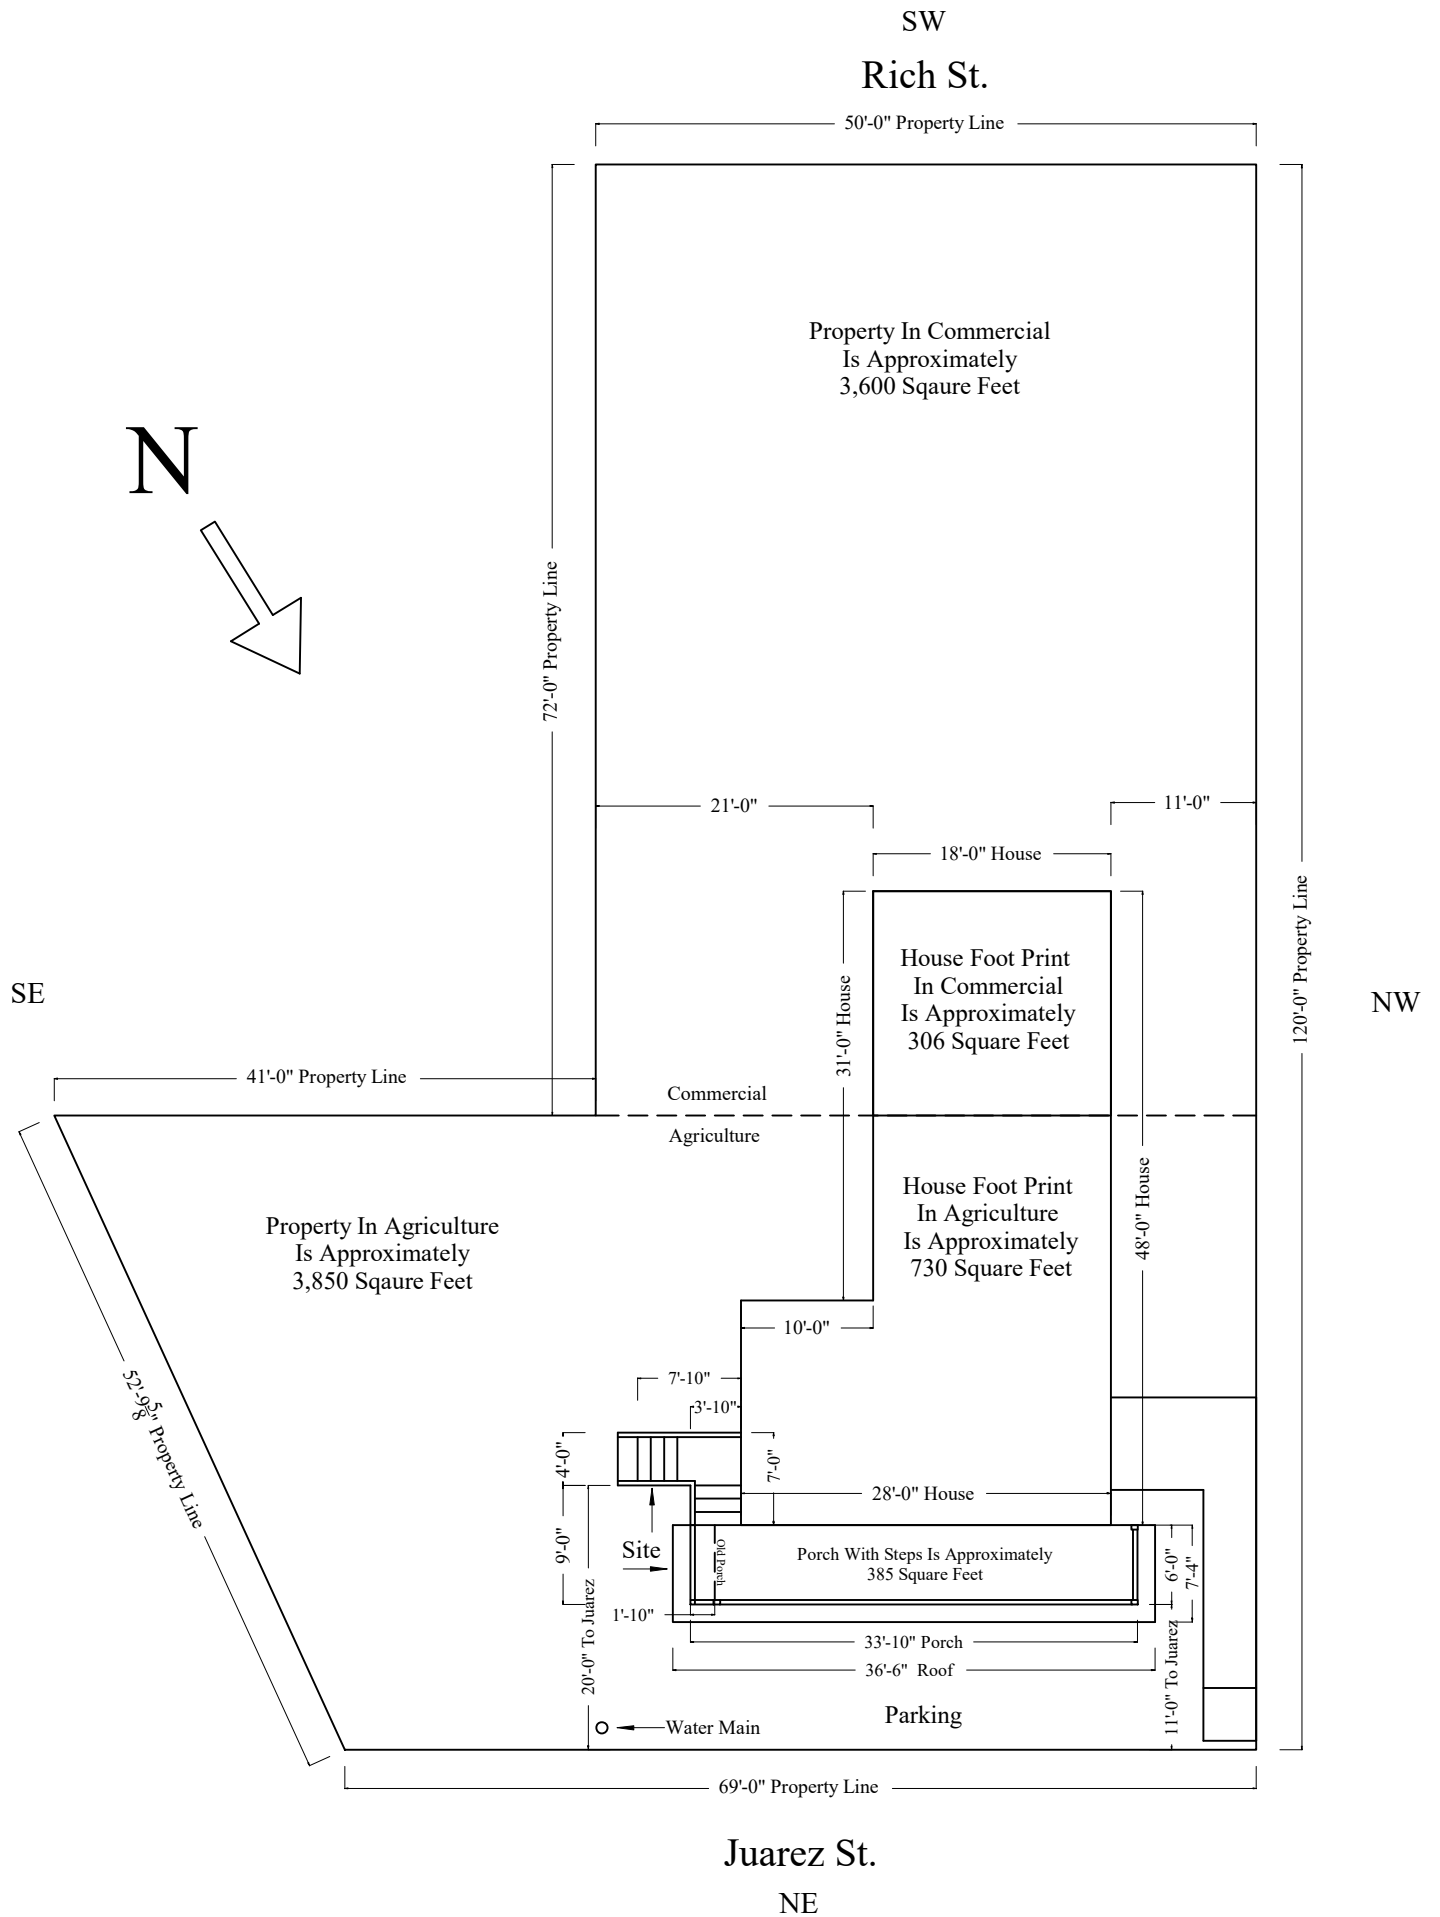 SW
Rich St.
50'-0" Property Line
Property In Commercial
Is Approximately
3,600 Sqaure Feet
N
72'-0" Property Line
21'-0"
11'-0"
18'-0" House
120'-0" Property Line
House Foot Print
In Commercial
Is Approximately
306 Square Feet
31'-0" House
SE
NW
41'-0" Property Line
Commercial
Agriculture
House Foot Print
In Agriculture
Is Approximately
730 Square Feet
48'-0" House
Property In Agriculture
Is Approximately
3,850 Sqaure Feet
10'-0"
52'-9 5/8" Property Line
7'-10"
3'-10"
4'-0"
7'-0"
28'-0" House
9'-0"
Site
Old Porch
Porch With Steps Is Approximately
385 Square Feet
6'-0"
7'-4"
1'-10"
20'-0" To Juarez
33'-10" Porch
36'-6" Roof
11'-0" To Juarez
Parking
Water Main
69'-0" Property Line
Juarez St.
NE